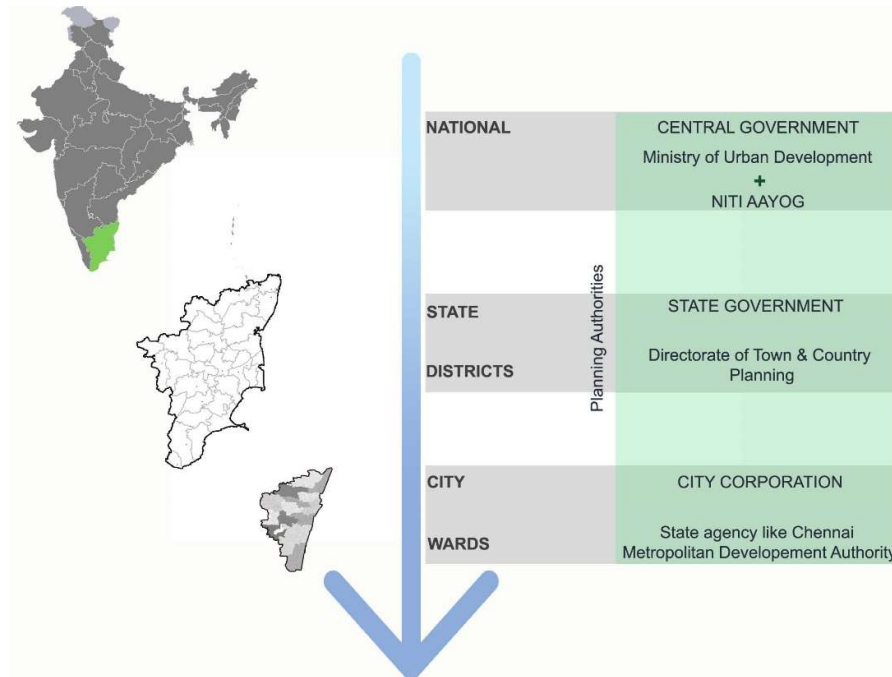 NATIONAL
CENTRAL GOVERNMENT
Ministry of Urban Development
+
NITI AAYOG
Planning Authorities
STATE
STATE GOVERNMENT
DISTRICTS
Directorate of Town & Country
Planning
CITY
CITY CORPORATION
WARDS
State agency like Chennai
Metropolitan Developement Authority